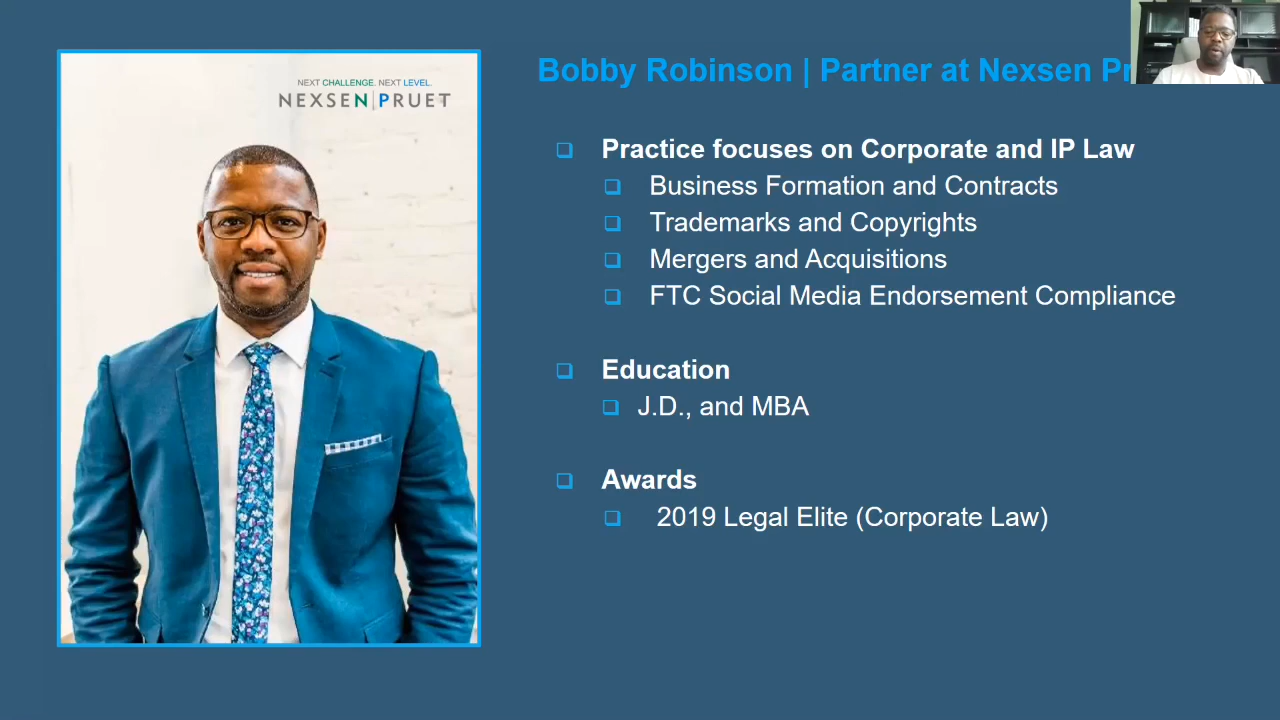 NEXT CHALLENGE. NEXT LEVEL.
NEXSEN PRUET
Bobby Robinson | Partner at Nexsen
Practice focuses on Corporate and IP Law
Business Formation and Contracts
Trademarks and Copyrights
Mergers and Acquisitions
FTC Social Media Endorsement Compliance
Education
J.D., and MBA
Awards
2019 Legal Elite (Corporate Law)